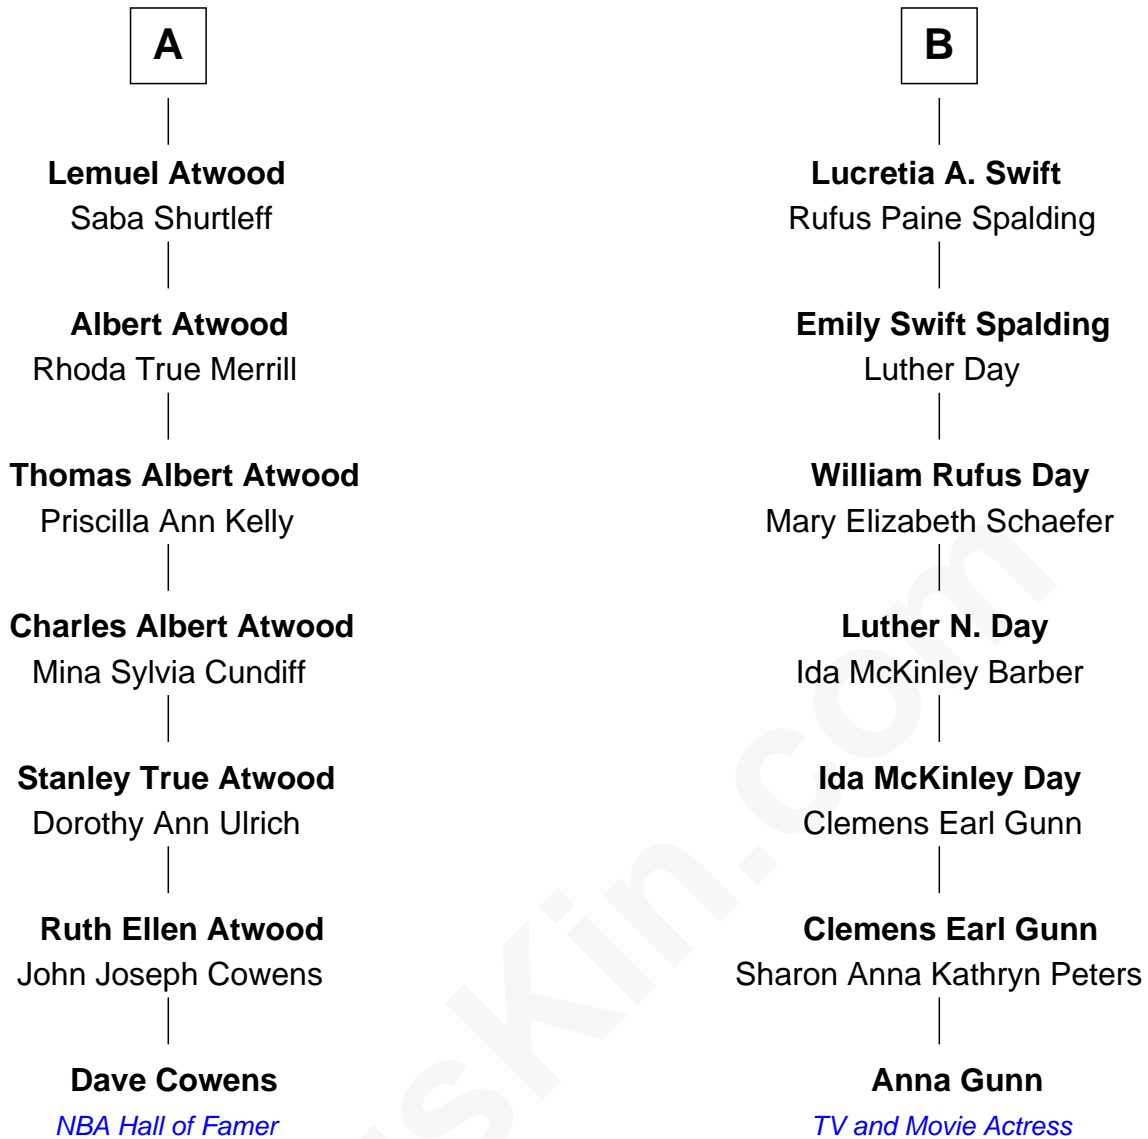 A
Lemuel Atwood
Saba Shurtleff
Albert Atwood
Rhoda True Merrill
Thomas Albert Atwood
Priscilla Ann Kelly
Charles Albert Atwood
Mina Sylvia Cundiff
Stanley True Atwood
Dorothy Ann Ulrich
Ruth Ellen Atwood
John Joseph Cowens
Dave Cowens
NBA Hall of Famer
B
Lucretia A. Swift
Rufus Paine Spalding
Emily Swift Spalding
Luther Day
William Rufus Day
Mary Elizabeth Schaefer
Luther N. Day
Ida McKinley Barber
Ida McKinley Day
Clemens Earl Gunn
Clemens Earl Gunn
Sharon Anna Kathryn Peters
Anna Gunn
TV and Movie Actress
sKin.com